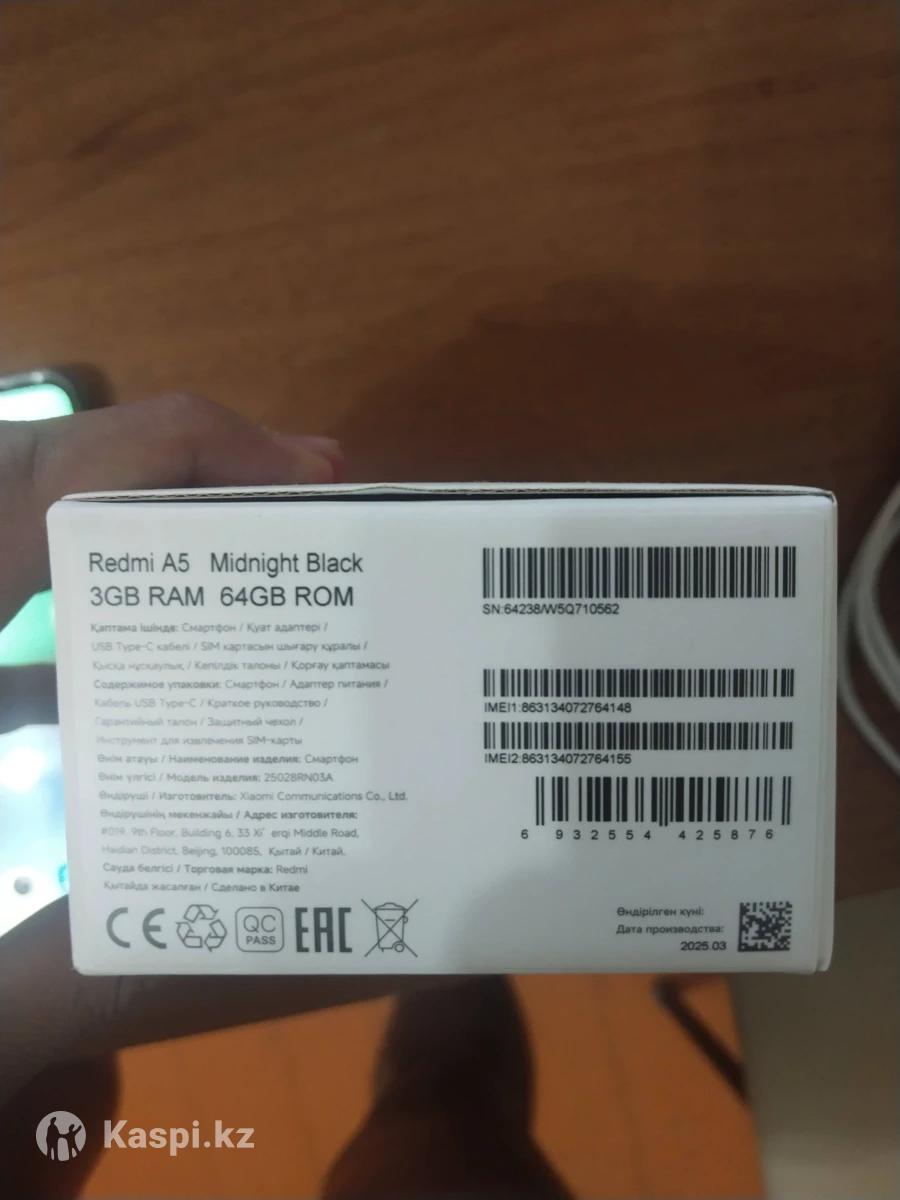 Redmi A5 Midnight Black
3GB RAM 64GB ROM
Қаптама ішінде: Смартфон / Қуат адаптері /
USB Type-C кабелі / SIM картасын шығару құралы /
Қысқа нұсқаулық / Кепілдік талоны / Қорғау қаптамасы
Содержимое упаковки: Смартфон / Адаптер питания /
Кабель USB Type-C / Краткое руководство /
Гарантийный талон / Защитный чехол /
Инструмент для извлечения SIM-карты
Өнім атауы / Наименование изделия: Смартфон
Өнім үлгісі / Модель изделия: 25028RN03A
Өндіруші / Изготовитель: Xiaomi Communications Co., Ltd.
Өндірушінің мекенжайы / Адрес изготовителя:
#019, 9th Floor, Building 6, 33 Xi' erqi Middle Road,
Haidian District, Beijing, 100085, Қытай / Китай.
Сауда белгісі / Торговая марка: Redmi
Қытайда жасалған / Сделано в Китае
CE QC PASS EAC
SN:64238/W5Q710562
IMEI1:863134072764148
IMEI2:863134072764155
6 932554 425876
Өндірілген күні:
Дата производства:
2025.03
Kaspi.kz